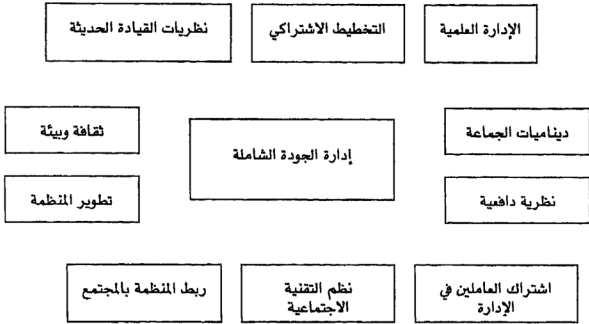 الإدارة العلمية
التخطيط الاشتراكي
نظريات القيادة الحديثة
ديناميات الجماعة
إدارة الجودة الشاملة
ثقافة وبيئة
نظرية دافعية
تطوير المنظمة
اشتراك العاملين في
الإدارة
نظم التقنية
الاجتماعية
ربط المنظمة بالمجتمع